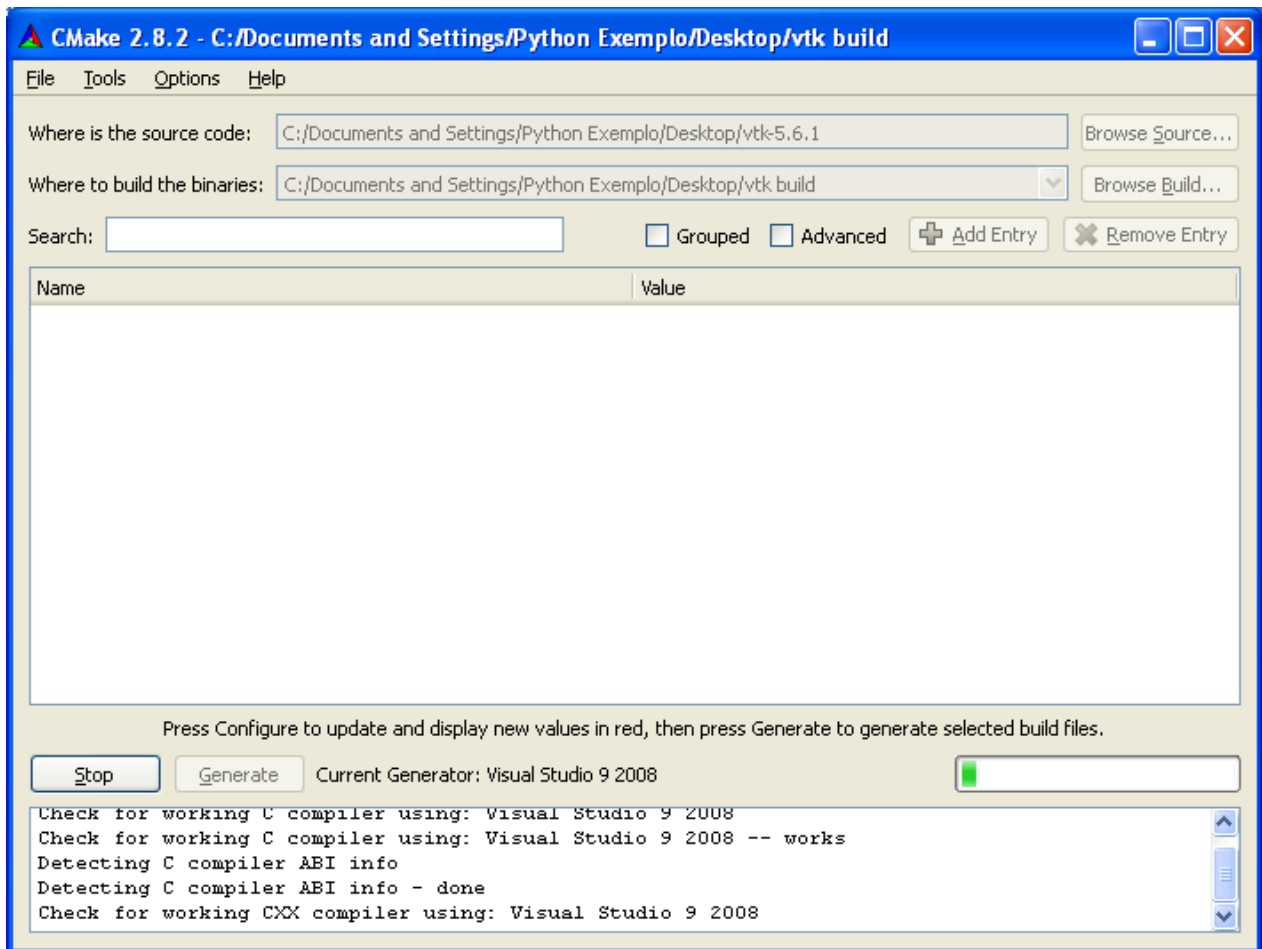 CMake 2.8.2 - C:/Documents and Settings/Python Exemplo/Desktop/vtk build
File Tools Options Help
Where is the source code: C:/Documents and Settings/Python Exemplo/Desktop/vtk-5.6.1 Browse Source...
Where to build the binaries: C:/Documents and Settings/Python Exemplo/Desktop/vtk build Browse Build...
Search: Grouped Advanced Add Entry Remove Entry
Name Value
Press Configure to update and display new values in red, then press Generate to generate selected build files.
Stop Generate Current Generator: Visual Studio 9 2008
Check for working C compiler using: Visual Studio 9 2008
Check for working C compiler using: Visual Studio 9 2008 -- works
Detecting C compiler ABI info
Detecting C compiler ABI info - done
Check for working CXX compiler using: Visual Studio 9 2008